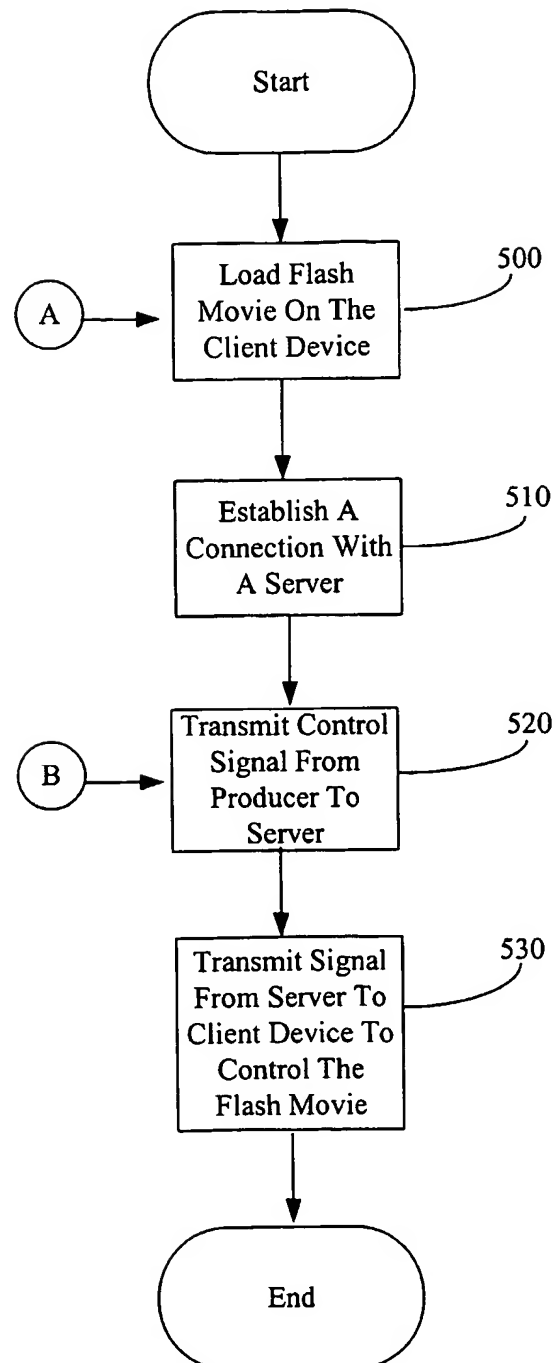 Start
Load Flash
Movie On The
Client Device
500
A
Establish A
Connection With
A Server
510
Transmit Control
Signal From
Producer To
Server
520
B
Transmit Signal
From Server To
Client Device To
Control The
Flash Movie
530
End